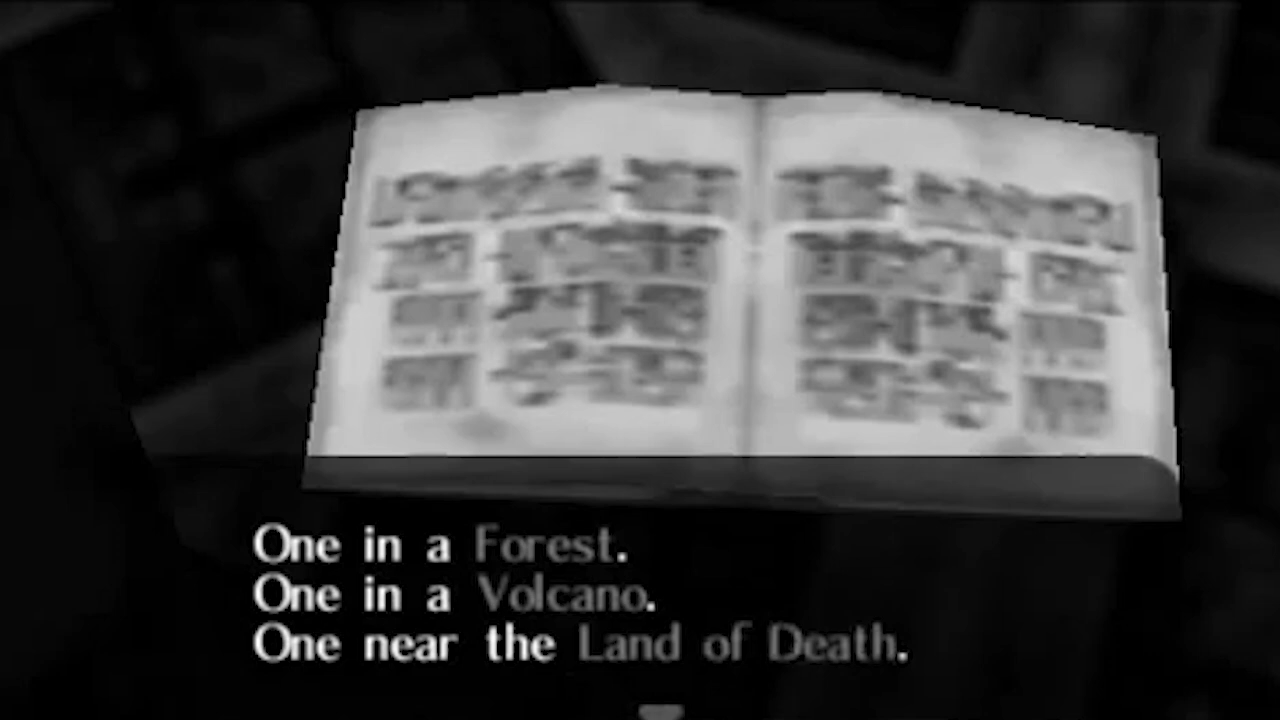 One in a Forest.
One in a Volcano.
One near the Land of Death.